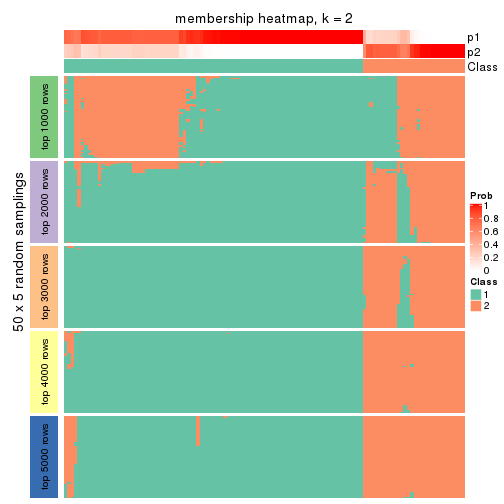 membership heatmap, k = 2
p1
p2
Class
50 x 5 random samplings
top 1000 rows
top 2000 rows
top 3000 rows
top 4000 rows
top 5000 rows
Prob
1
0.8
0.6
0.4
0.2
0
Class
1
2